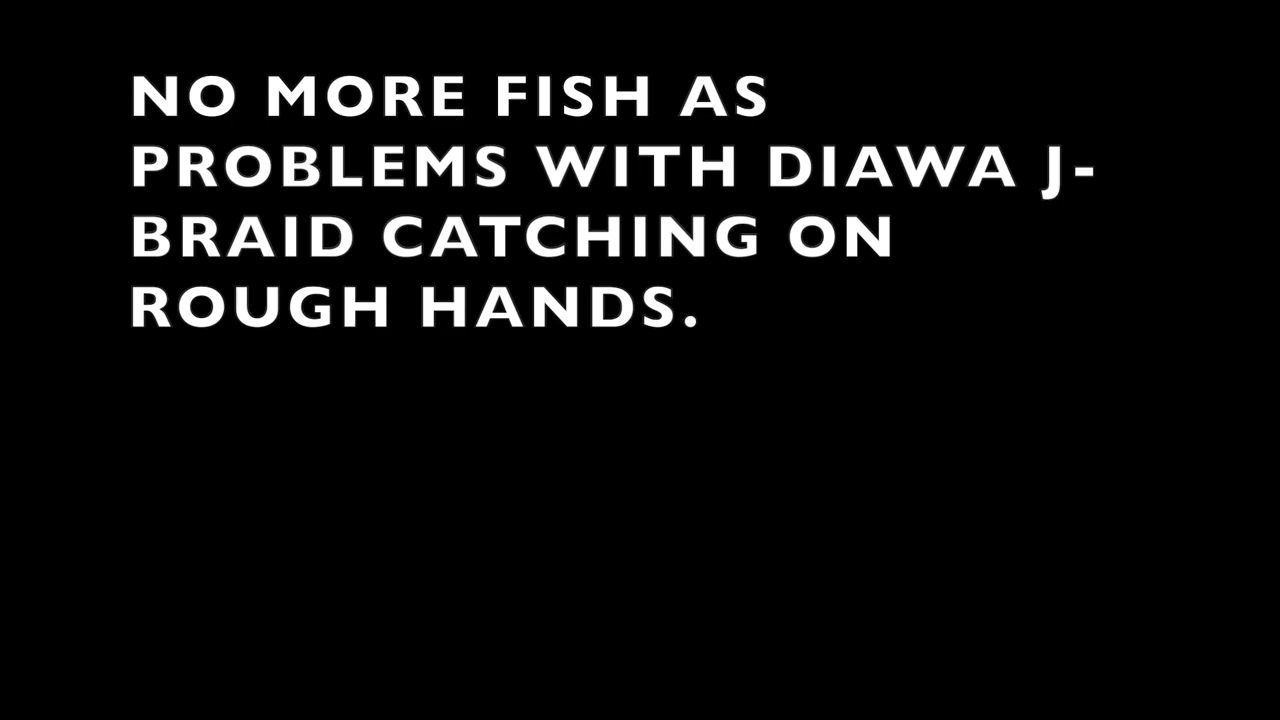 NO MORE FISH AS
PROBLEMS WITH DIAWA J-
BRAID CATCHING ON
ROUGH HANDS.